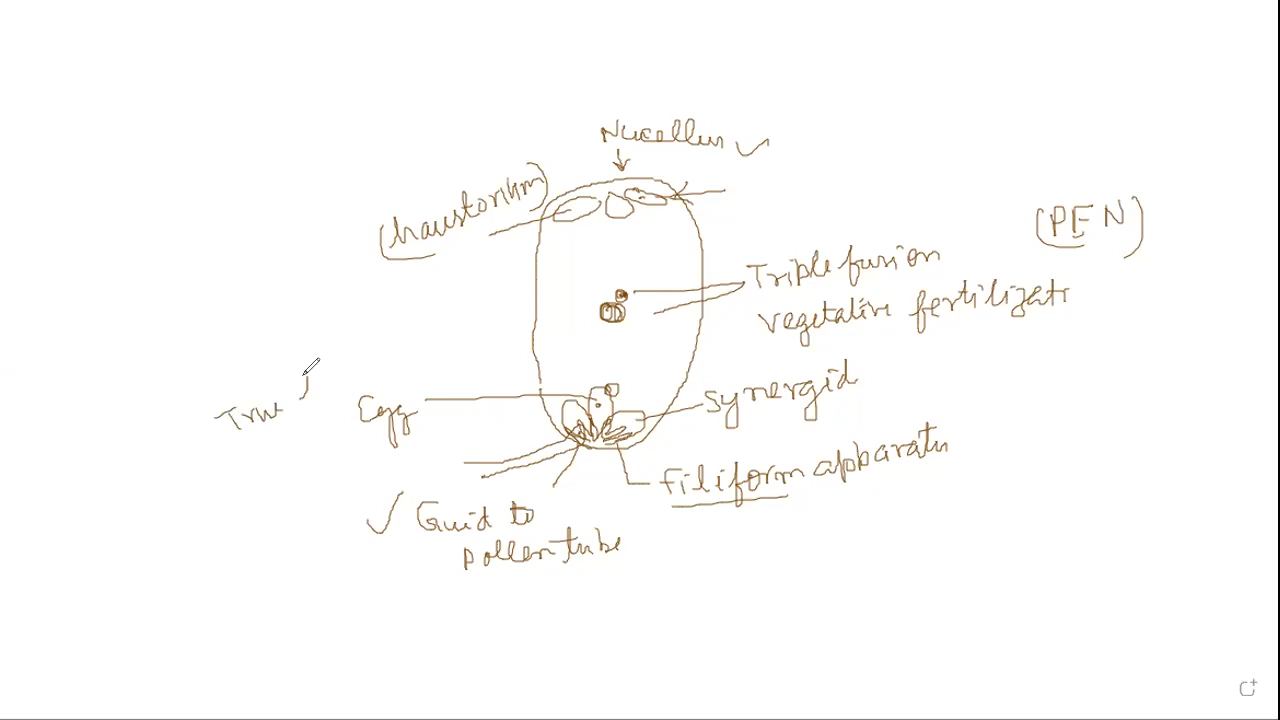 Nucellus
(haustorium)
(PEN)
Triple fusion
vegetative fertilizati
Synergid
Egg
True
filiform apparatu
Guid to
pollen tube